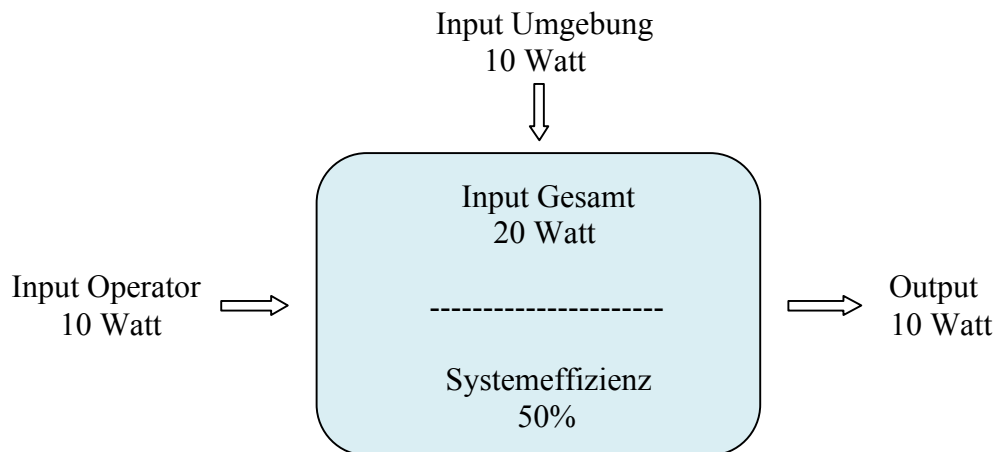 Input Umgebung
10 Watt
Input Gesamt
20 Watt
Input Operator
10 Watt
----------------------
Output
10 Watt
Systemeffizienz
50%